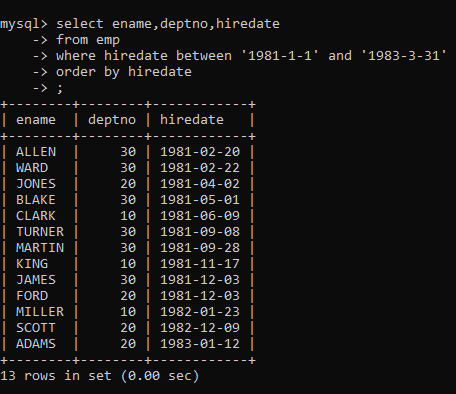 mysql> select ename,deptno,hiredate
    -> from emp
    -> where hiredate between '1981-1-1' and '1983-3-31'
    -> order by hiredate
    -> ;
+--------+--------+------------+
| ename  | deptno | hiredate   |
+--------+--------+------------+
| ALLEN  |     30 | 1981-02-20 |
| WARD   |     30 | 1981-02-22 |
| JONES  |     20 | 1981-04-02 |
| BLAKE  |     30 | 1981-05-01 |
| CLARK  |     10 | 1981-06-09 |
| TURNER |     30 | 1981-09-08 |
| MARTIN |     30 | 1981-09-28 |
| KING   |     10 | 1981-11-17 |
| JAMES  |     30 | 1981-12-03 |
| FORD   |     20 | 1981-12-03 |
| MILLER |     10 | 1982-01-23 |
| SCOTT  |     20 | 1982-12-09 |
| ADAMS  |     20 | 1983-01-12 |
+--------+--------+------------+
13 rows in set (0.00 sec)